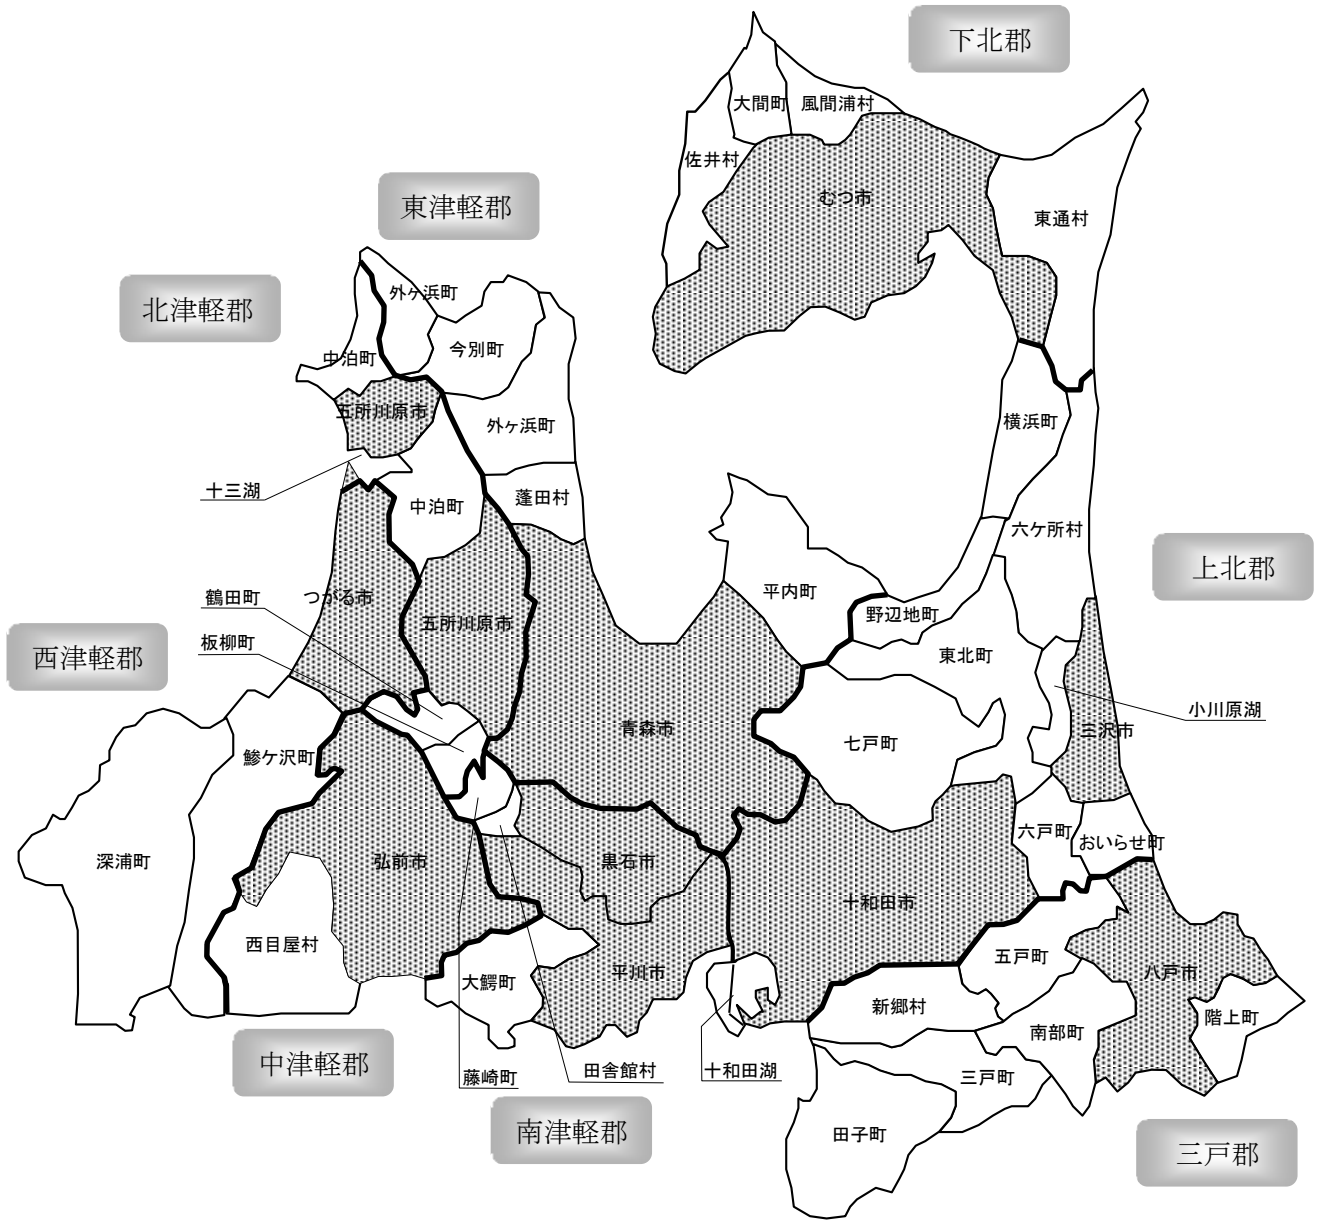 下北郡
大間町
風間浦村
佐井村
むつ市
東通村
東津軽郡
北津軽郡
外ヶ浜町
中泊町
今別町
五所川原市
外ヶ浜町
横浜町
十三湖
中泊町
蓬田村
六ケ所村
上北郡
鶴田町
つがる市
平内町
野辺地町
五所川原市
板柳町
西津軽郡
東北町
小川原湖
鰺ケ沢町
青森市
七戸町
三沢市
深浦町
弘前市
黒石市
六戸町
おいらせ町
十和田市
西目屋村
大鰐町
平川市
五戸町
八戸市
新郷村
南部町
階上町
中津軽郡
藤崎町
田舎館村
十和田湖
三戸町
南津軽郡
田子町
三戸郡